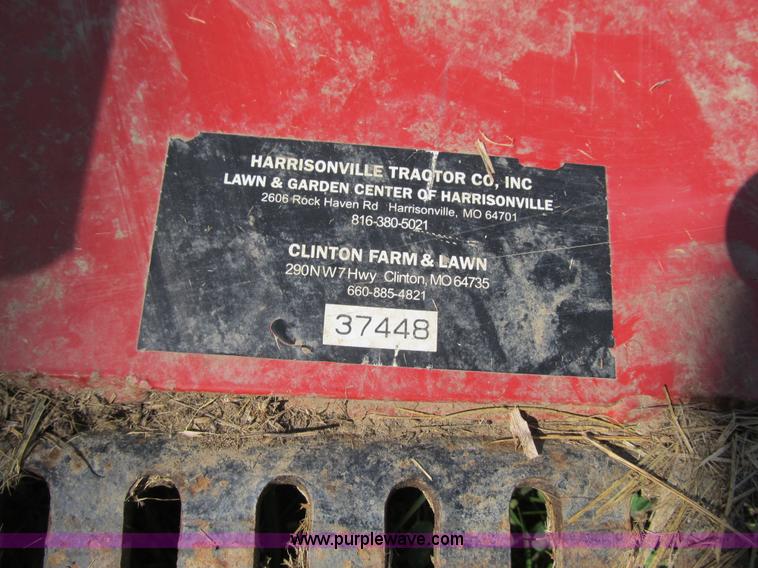 HARRISONVILLE TRACTOR CO, INC
LAWN & GARDEN CENTER OF HARRISONVILLE
2606 Rock Haven Rd Harrisonville, MO 64701
816-380-5021
CLINTON FARM & LAWN
290 N W 7 Hwy Clinton, MO 64735
660-885-4821
37448
www.purplewave.com